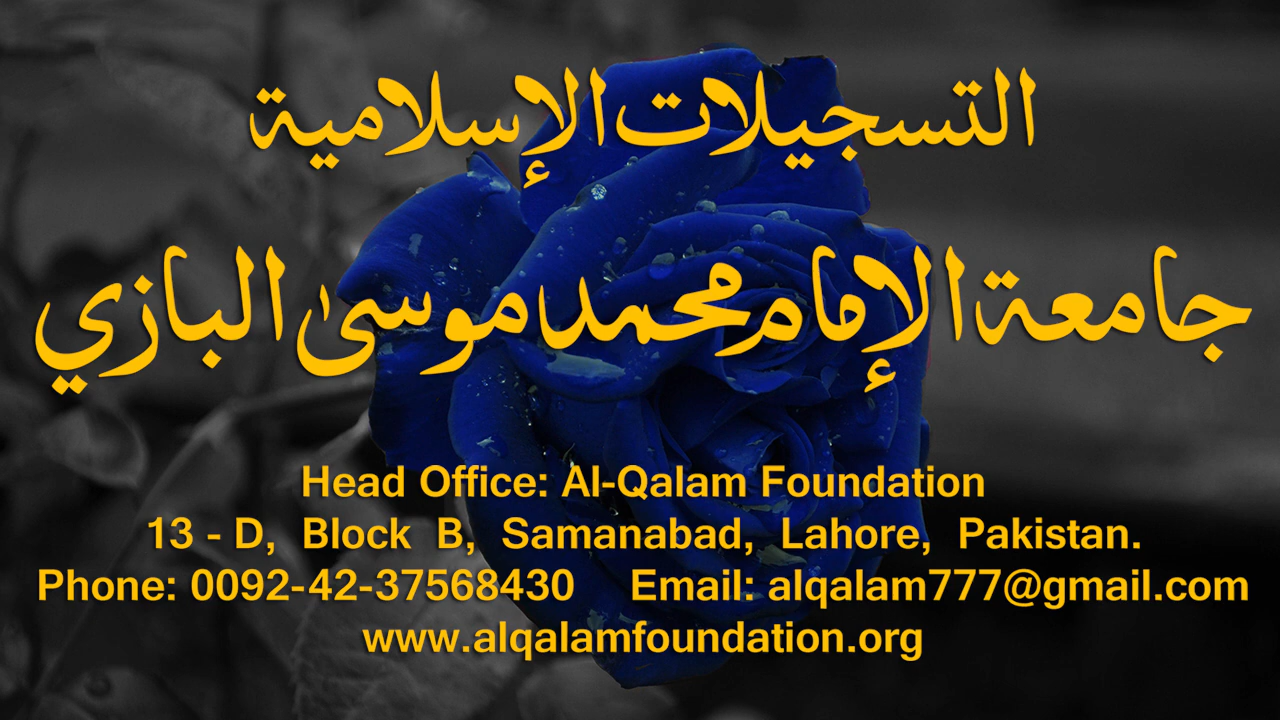 التسجيلات الإسلامية
جامعة الإمام محمد موسىٰ البازي
Head Office: Al-Qalam Foundation
13 - D, Block B, Samanabad, Lahore, Pakistan.
Phone: 0092-42-37568430 Email: alqalam777@gmail.com
www.alqalamfoundation.org